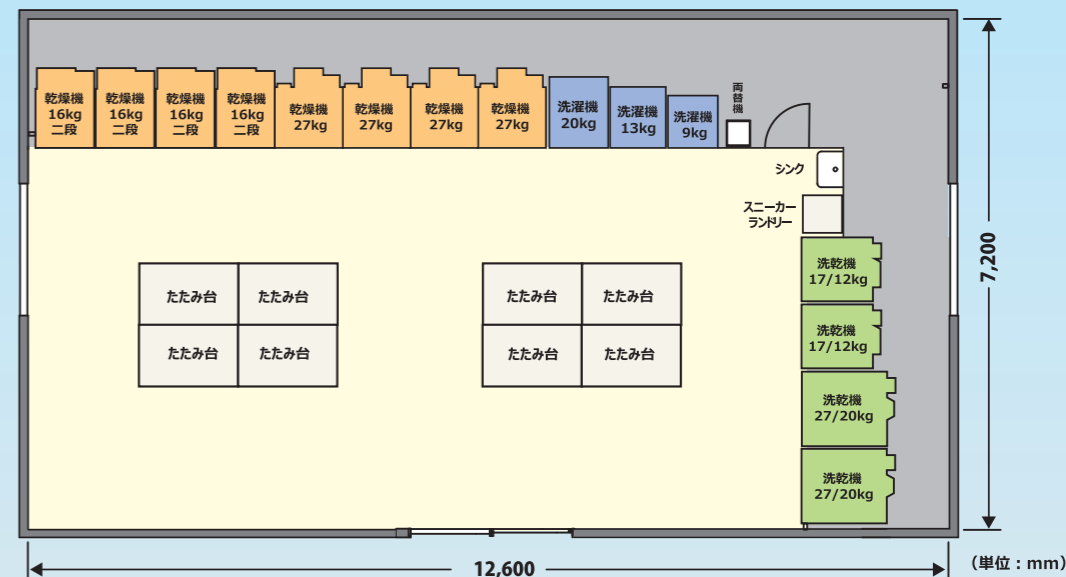 乾燥機
16kg
二段
乾燥機
16kg
二段
乾燥機
16kg
二段
乾燥機
16kg
二段
乾燥機
27kg
乾燥機
27kg
乾燥機
27kg
乾燥機
27kg
洗濯機
20kg
洗濯機
13kg
洗濯機
9kg
両替機
シンク
スニーカー
ランドリー
洗乾機
17/12kg
洗乾機
17/12kg
洗乾機
27/20kg
洗乾機
27/20kg
たたみ台
たたみ台
たたみ台
たたみ台
たたみ台
たたみ台
たたみ台
たたみ台
7,200
12,600
（単位：mm）